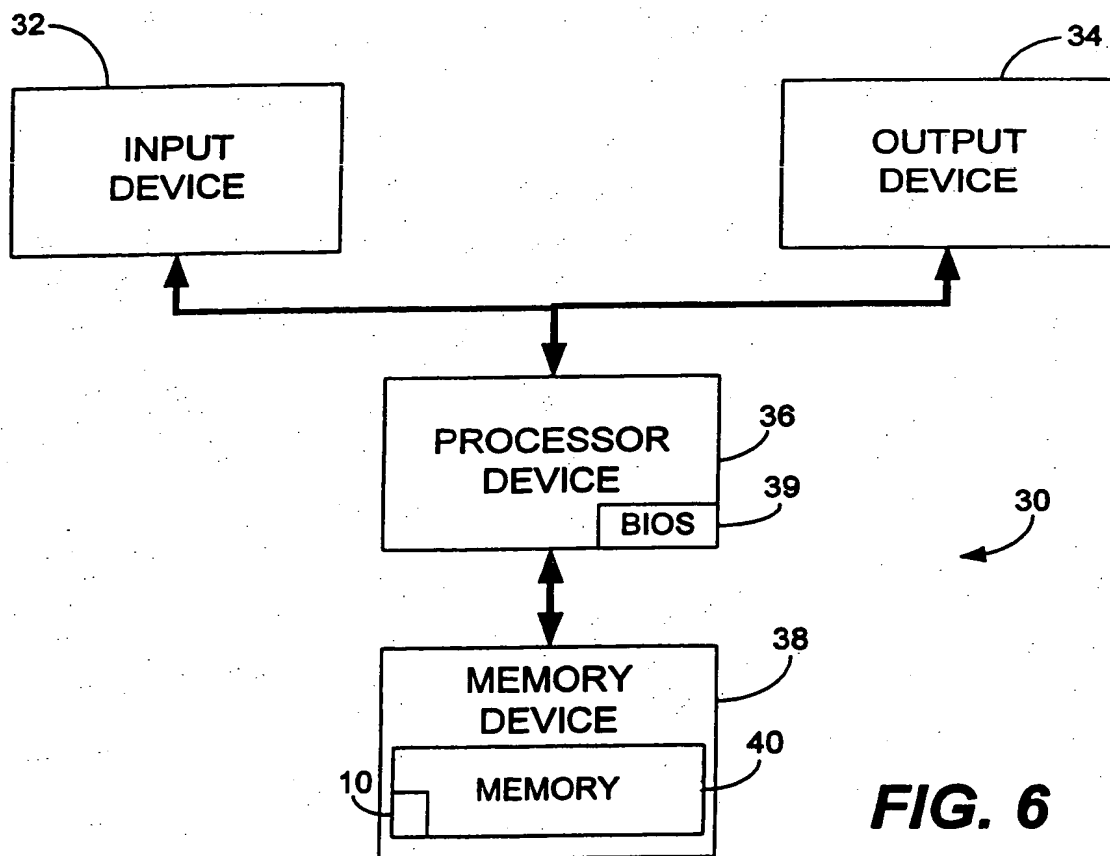 32
34
INPUT
DEVICE
OUTPUT
DEVICE
PROCESSOR
DEVICE
36
BIOS
39
30
MEMORY
DEVICE
38
10
MEMORY
40
FIG. 6